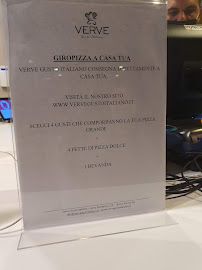 VERVE
GIROPIZZA A CASA TUA
VERVE GUSTO ITALIANO CONSEGNA DIRETTAMENTE A
CASA TUA.
VISITA IL NOSTRO SITO
WWW.VERVEGUSTOITALIANO.IT
SCEGLI 4 GUSTI CHE COMPORRANNO LA TUA PIZZA
GRANDE
+
4 FETTE DI PIZZA DOLCE
+
1 BEVANDA